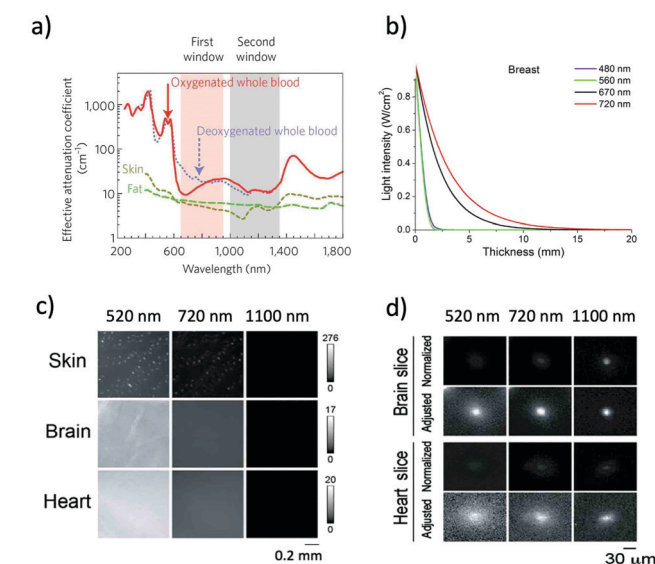 a)
First
window
Second
window
Effective attenuation coefficient
(cm⁻¹)
1,000
100
10
1
Oxygenated whole blood
Deoxygenated whole blood
Skin
Fat
200
600
1,000
1,400
1,800
Wavelength (nm)
b)
Breast
480 nm
560 nm
670 nm
720 nm
Light intensity (W/cm²)
0.8
0.6
0.4
0.2
0.0
0
5
10
15
20
Thickness (mm)
c)
520 nm 720 nm 1100 nm
Skin
276
0
Brain
17
0
Heart
20
0
0.2 mm
d)
520 nm 720 nm 1100 nm
Brain slice
Normalized
Adjusted
Heart slice
Normalized
Adjusted
30 μm